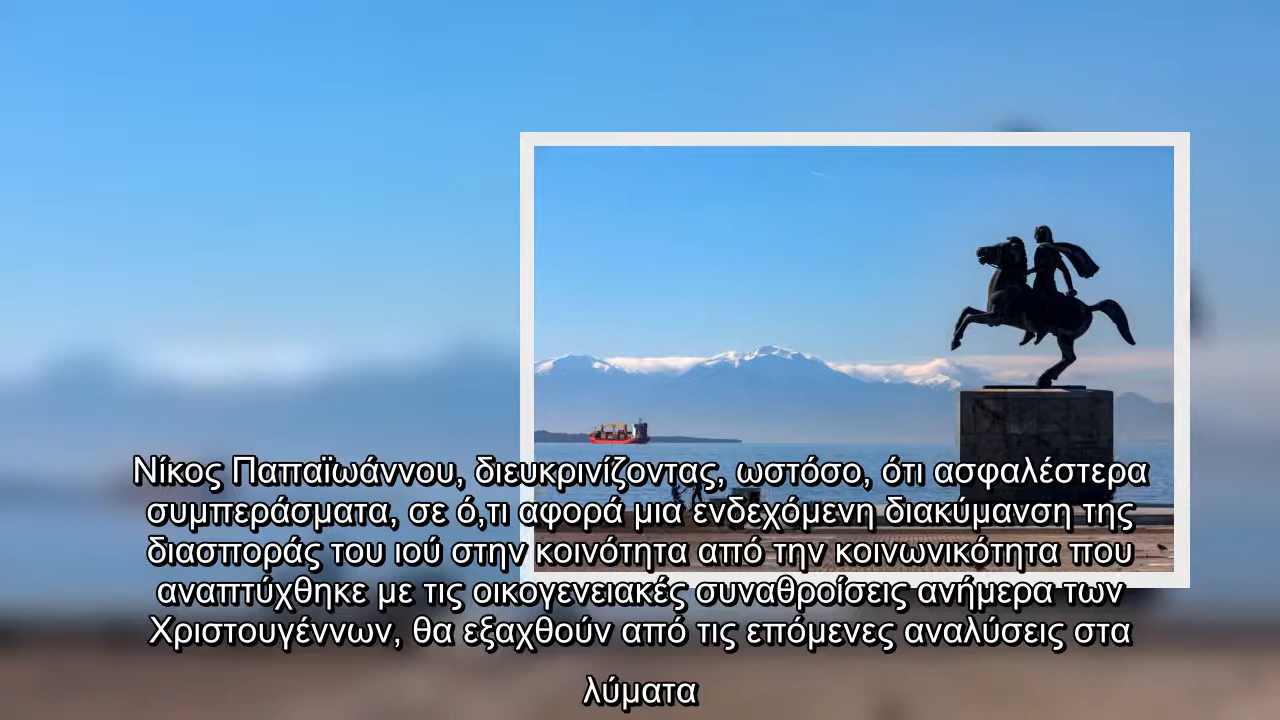 Νίκος Παπαϊωάννου, διευκρινίζοντας, ωστόσο, ότι ασφαλέστερα
συμπεράσματα, σε ό,τι αφορά μια ενδεχόμενη διακύμανση της
διασποράς του ιού στην κοινότητα από την κοινωνικότητα που
αναπτύχθηκε με τις οικογενειακές συναθροίσεις ανήμερα των
Χριστουγέννων, θα εξαχθούν από τις επόμενες αναλύσεις στα
λύματα